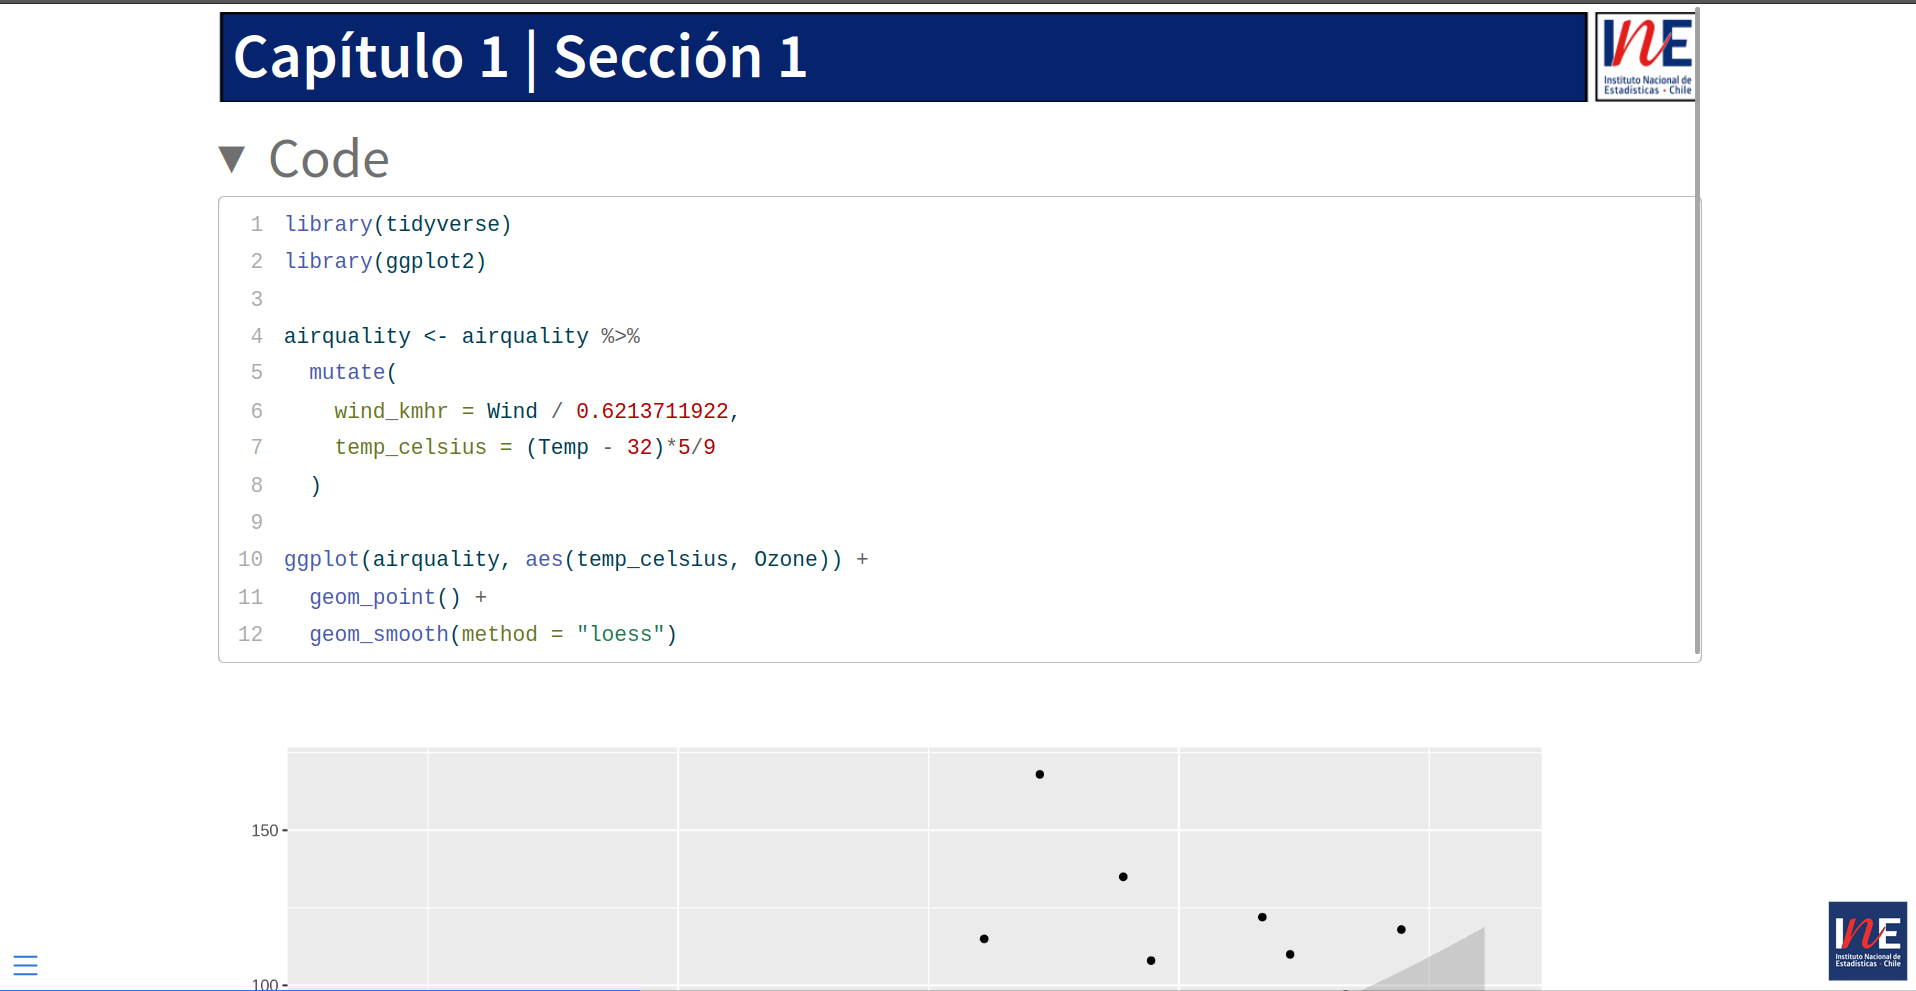 Capítulo 1 | Sección 1
INE
Instituto Nacional de
Estadísticas • Chile
▼ Code
1 library(tidyverse)
2 library(ggplot2)
3
4 airquality <- airquality %>%
5   mutate(
6     wind_kmhr = Wind / 0.6213711922,
7     temp_celsius = (Temp - 32)*5/9
8   )
9
10 ggplot(airquality, aes(temp_celsius, Ozone)) +
11   geom_point() +
12   geom_smooth(method = "loess")
150
100
INE
Instituto Nacional de
Estadísticas • Chile